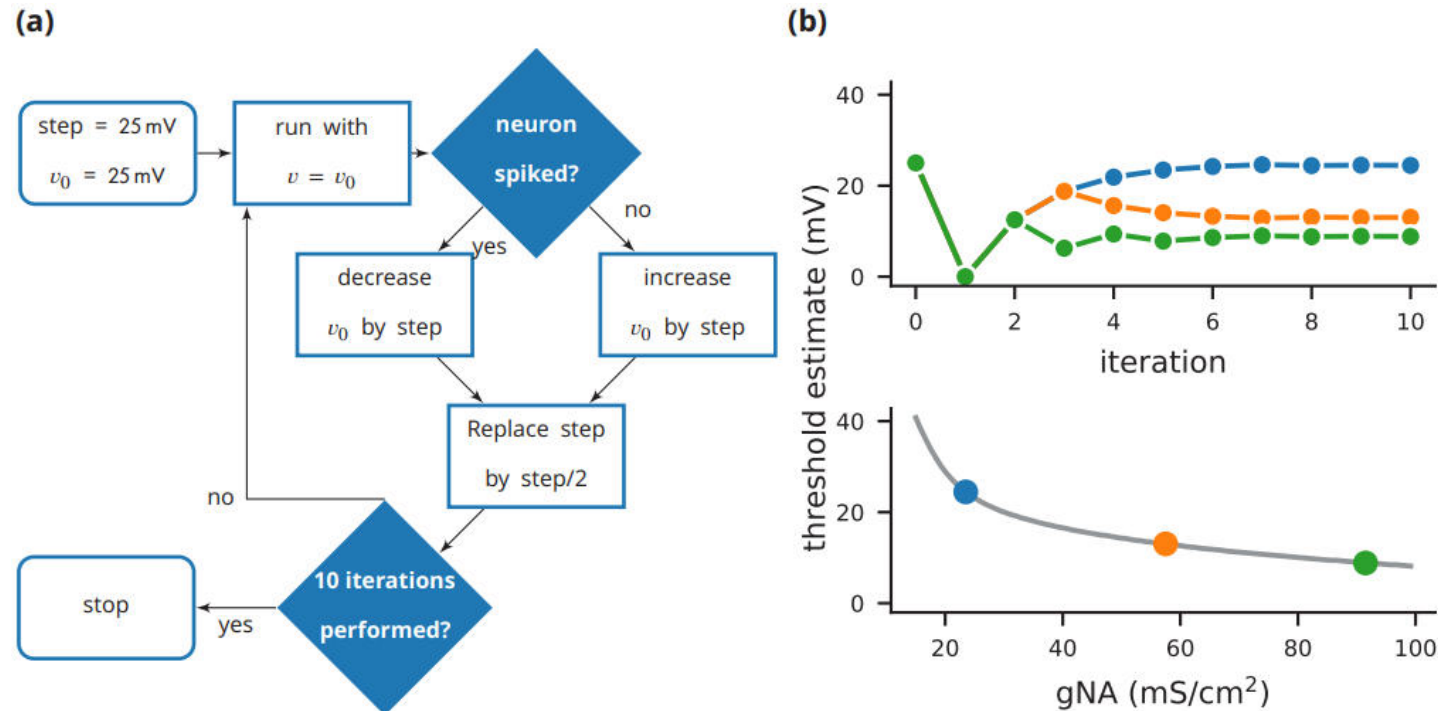 (a)
step = 25 mV
v₀ = 25 mV
run with
v = v₀
neuron
spiked?
yes
no
decrease
v₀ by step
increase
v₀ by step
Replace step
by step/2
no
10 iterations
performed?
yes
stop
(b)
threshold estimate (mV)
40
20
0
0 2 4 6 8 10
iteration
40
20
0
20 40 60 80 100
gNA (mS/cm²)